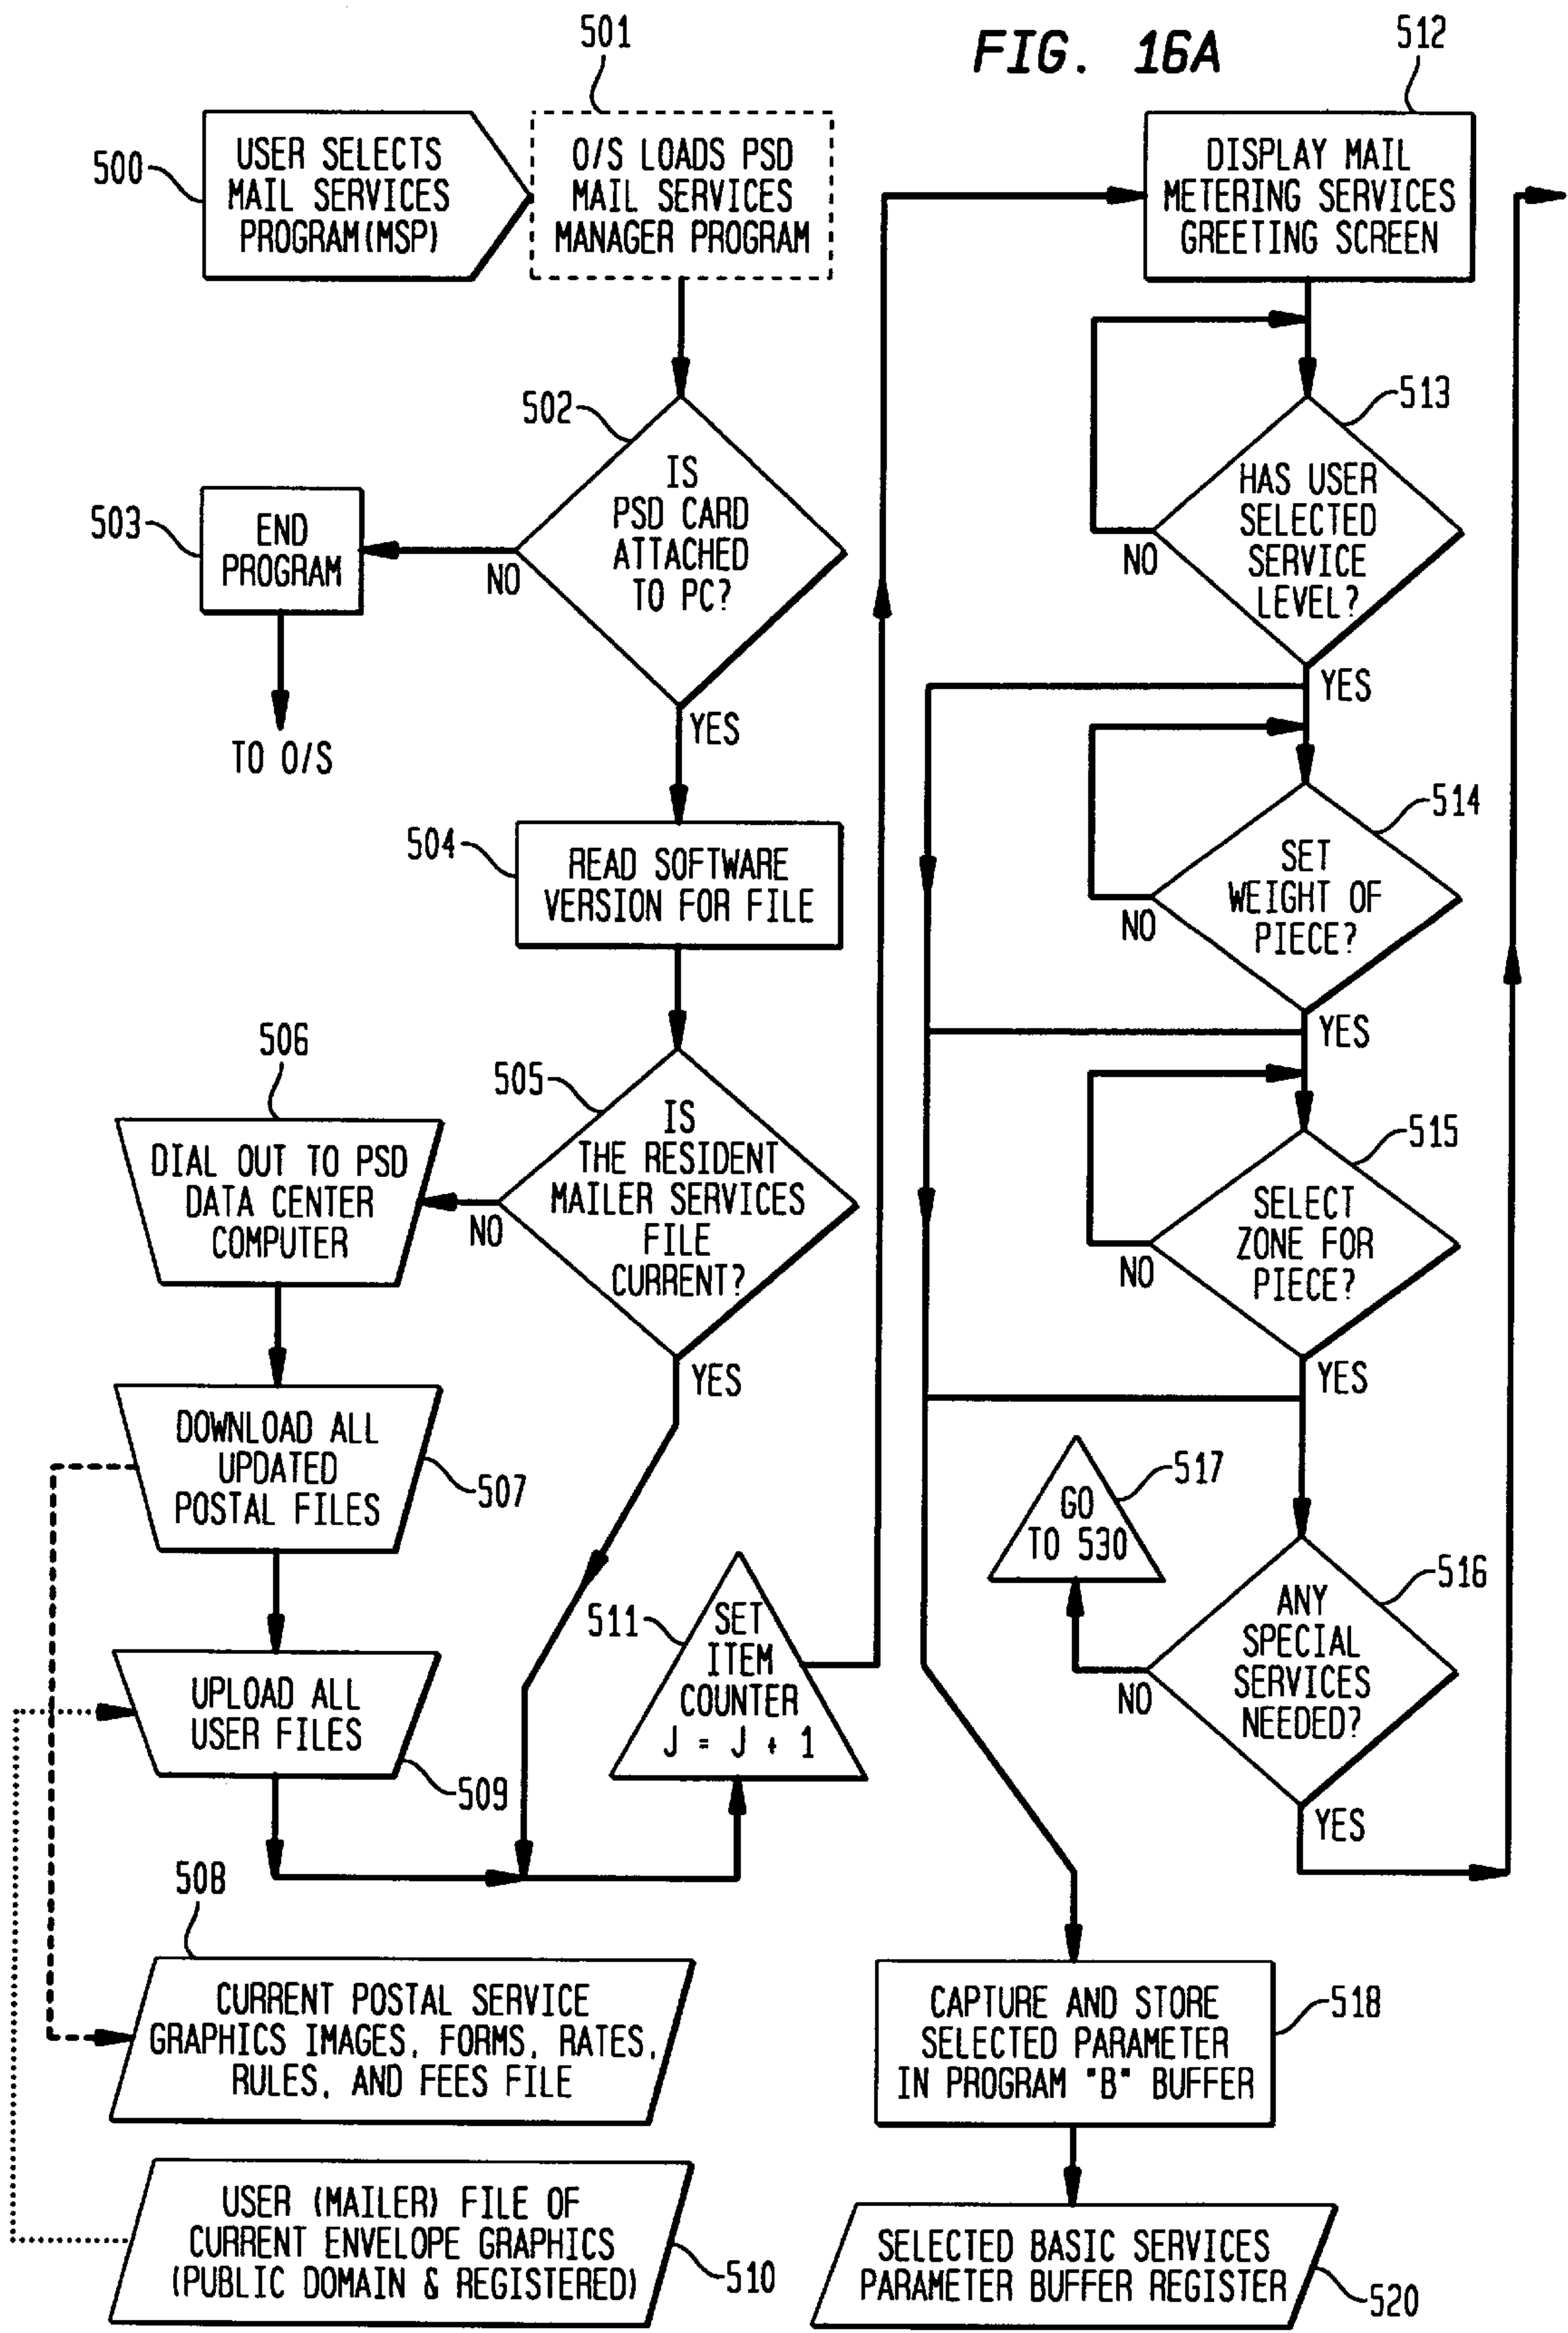 FIG. 16A
501
512
500
USER SELECTS
MAIL SERVICES
PROGRAM(MSP)
O/S LOADS PSD
MAIL SERVICES
MANAGER PROGRAM
DISPLAY MAIL
METERING SERVICES
GREETING SCREEN
502
IS
PSD CARD
ATTACHED
TO PC?
NO
YES
503
END
PROGRAM
TO O/S
504
READ SOFTWARE
VERSION FOR FILE
505
IS
THE RESIDENT
MAILER SERVICES
FILE
CURRENT?
NO
YES
506
DIAL OUT TO PSD
DATA CENTER
COMPUTER
DOWNLOAD ALL
UPDATED
POSTAL FILES
507
UPLOAD ALL
USER FILES
509
511
SET
ITEM
COUNTER
J = J + 1
508
CURRENT POSTAL SERVICE
GRAPHICS IMAGES, FORMS, RATES,
RULES, AND FEES FILE
USER (MAILER) FILE OF
CURRENT ENVELOPE GRAPHICS
(PUBLIC DOMAIN & REGISTERED)
510
513
HAS USER
SELECTED
SERVICE
LEVEL?
NO
YES
514
SET
WEIGHT OF
PIECE?
NO
YES
515
SELECT
ZONE FOR
PIECE?
NO
YES
517
GO
TO 530
516
ANY
SPECIAL
SERVICES
NEEDED?
NO
YES
CAPTURE AND STORE
SELECTED PARAMETER
IN PROGRAM "B" BUFFER
518
SELECTED BASIC SERVICES
PARAMETER BUFFER REGISTER
520